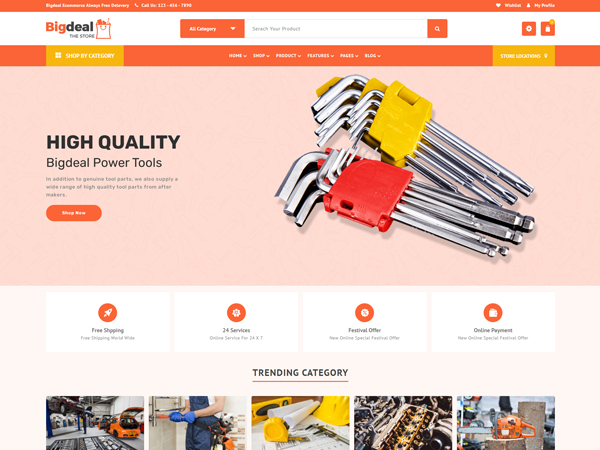 Bigdeal Ecommerce Always Free Delevery Call Us: 123 - 456 - 7890 Wishlist My Profile
Bigdeal
THE STORE
All Category Serech Your Product
SHOP BY CATEGORY HOME SHOP PRODUCT FEATURES PAGES BLOG STORE LOCATIONS
HIGH QUALITY
Bigdeal Power Tools
In addition to genuine tool parts, we also supply a
wide range of high quality tool parts from after
makers.
Shop Now
Free Shpping 24 Services Festival Offer Online Payment
Free Shipping World Wide Online Service For 24 X 7 New Online Special Festival Offer New Online Special Festival Offer
TRENDING CATEGORY